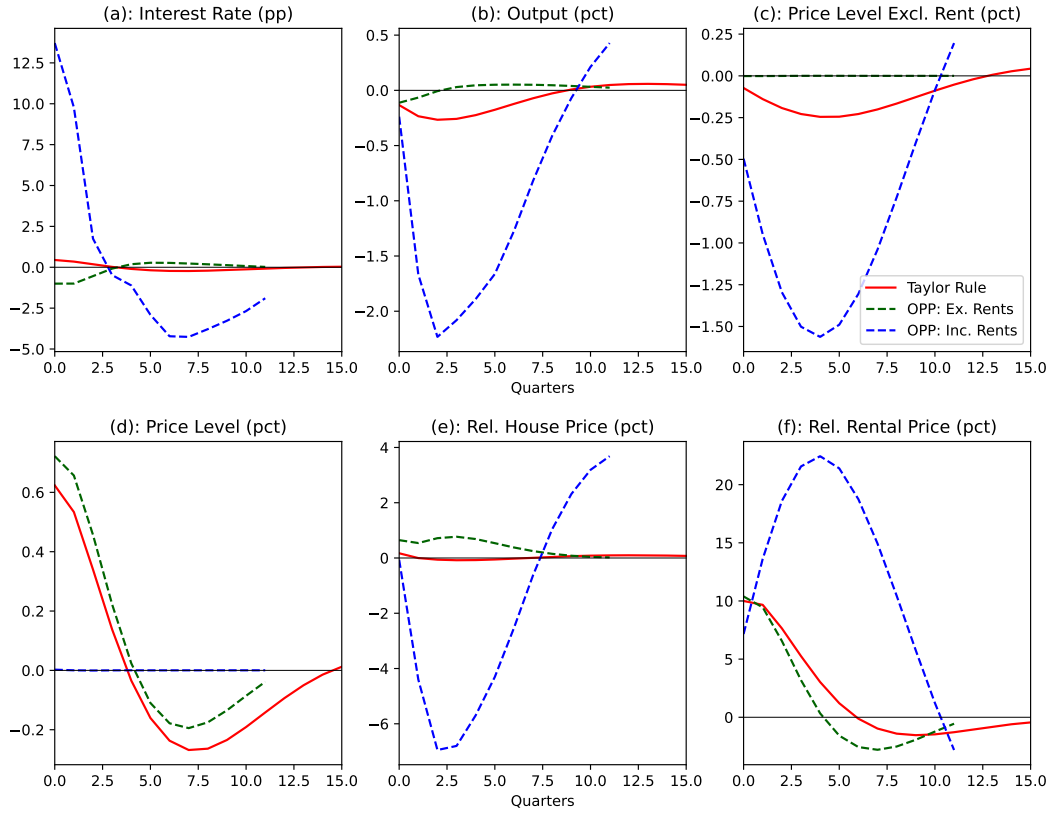 (a): Interest Rate (pp)
12.5
10.0
7.5
5.0
2.5
0.0
−2.5
−5.0
0.0 2.5 5.0 7.5 10.0 12.5 15.0
(b): Output (pct)
0.5
0.0
−0.5
−1.0
−1.5
−2.0
0.0 2.5 5.0 7.5 10.0 12.5 15.0
Quarters
(c): Price Level Excl. Rent (pct)
0.25
0.00
−0.25
−0.50
−0.75
−1.00
−1.25
−1.50
0.0 2.5 5.0 7.5 10.0 12.5 15.0
Taylor Rule
OPP: Ex. Rents
OPP: Inc. Rents
(d): Price Level (pct)
0.6
0.4
0.2
0.0
−0.2
0.0 2.5 5.0 7.5 10.0 12.5 15.0
(e): Rel. House Price (pct)
4
2
0
−2
−4
−6
0.0 2.5 5.0 7.5 10.0 12.5 15.0
Quarters
(f): Rel. Rental Price (pct)
20
15
10
5
0
0.0 2.5 5.0 7.5 10.0 12.5 15.0